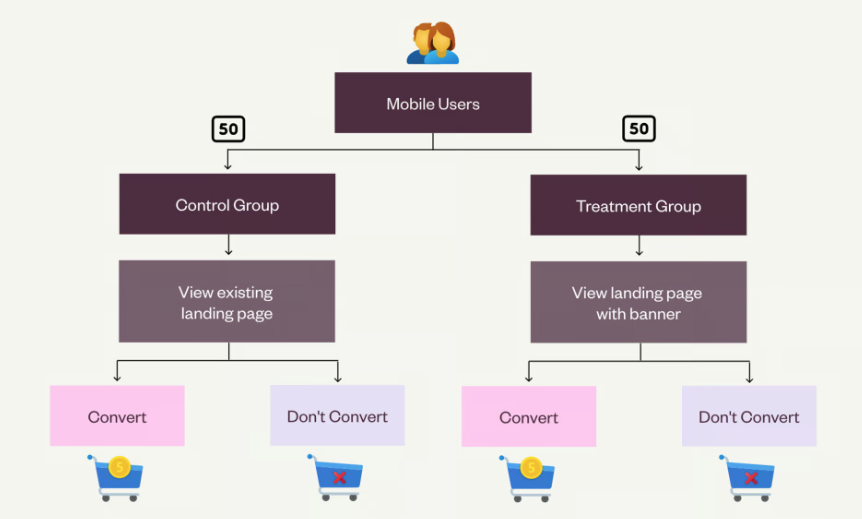 Mobile Users
50
50
Control Group
Treatment Group
View existing
landing page
View landing page
with banner
Convert
Don't Convert
Convert
Don't Convert